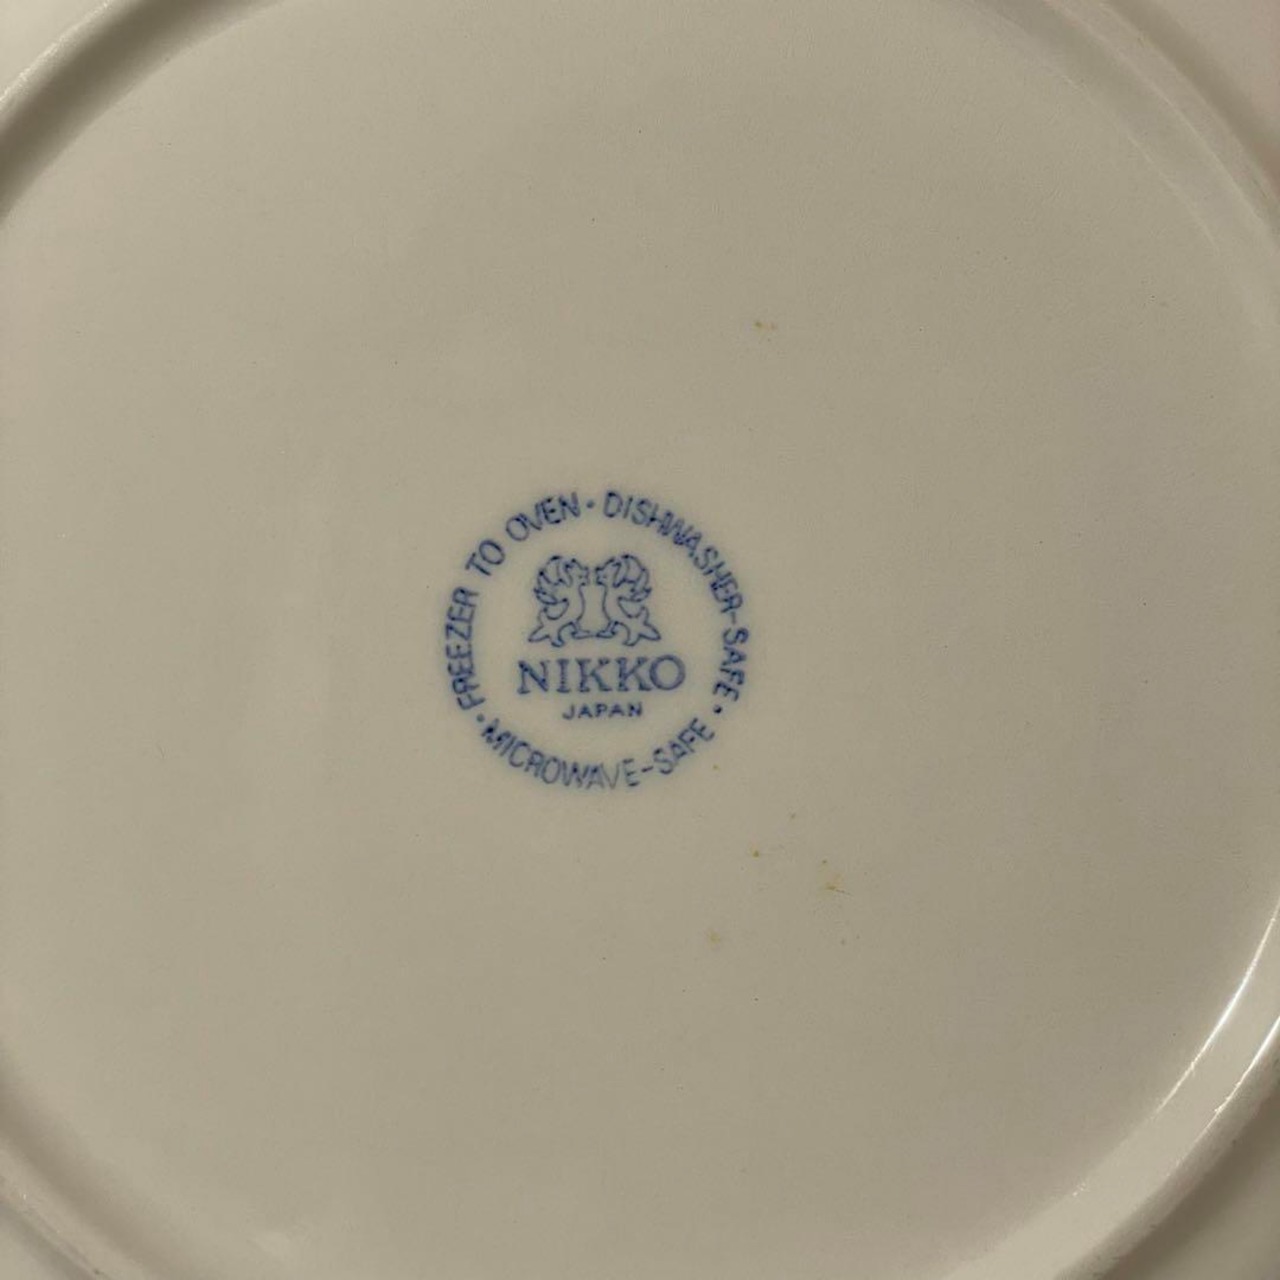 FREEZER TO OVEN · DISHWASHER-SAFE · MICROWAVE-SAFE ·
NIKKO
JAPAN